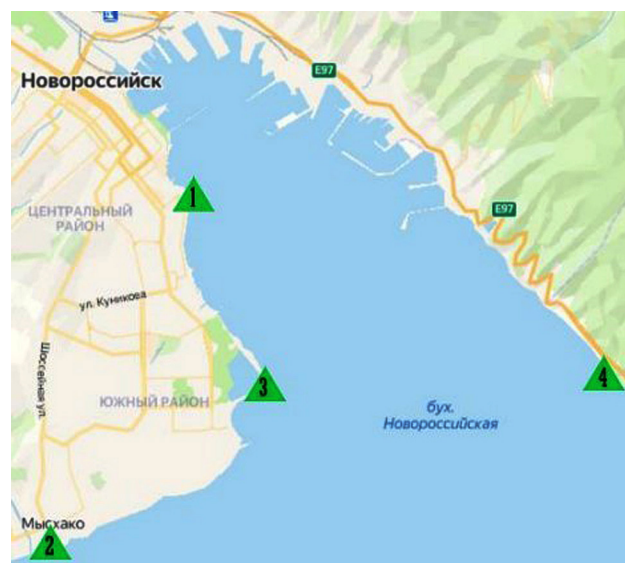 E97
Новороссийск
1
E97
ЦЕНТРАЛЬНЫЙ
РАЙОН
ул. Куникова
Шоссейная ул.
4
3
ЮЖНЫЙ РАЙОН
бух.
Новороссийская
Мысхако
2